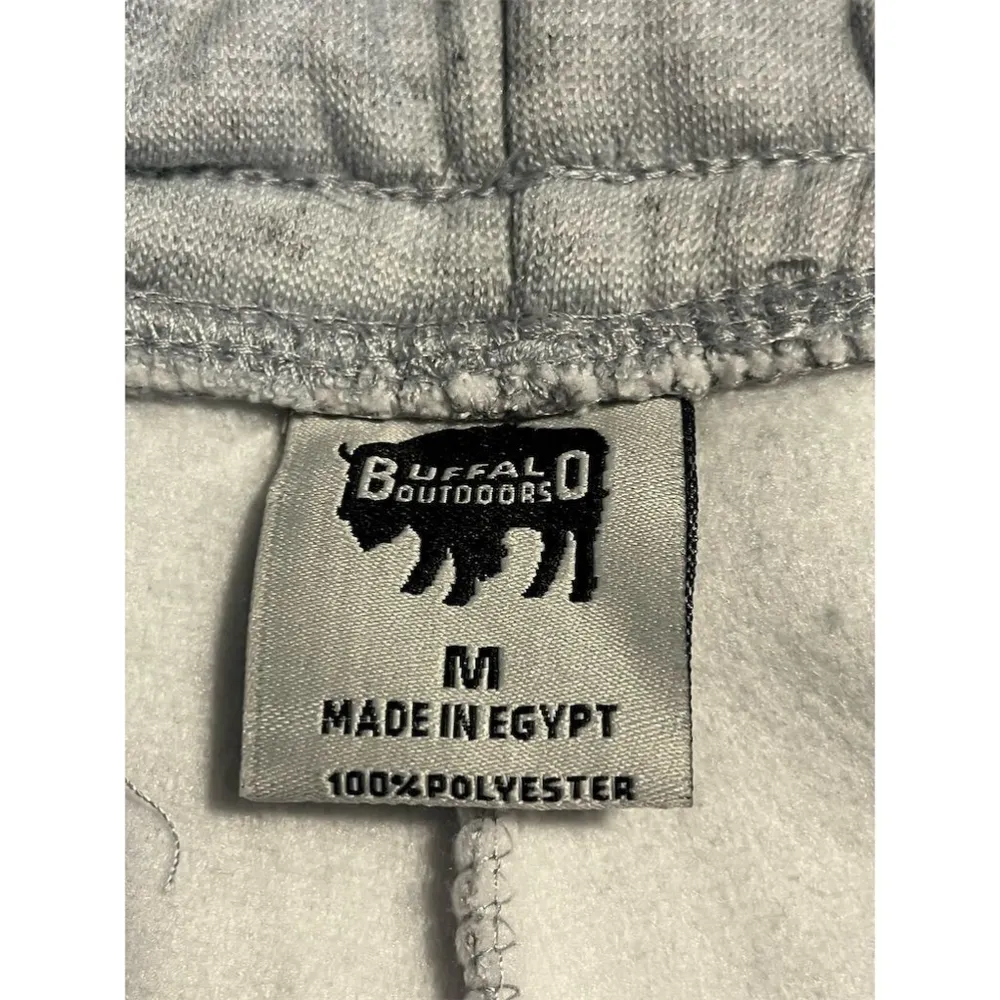 BUFFALO
OUTDOORS
M
MADE IN EGYPT
100% POLYESTER